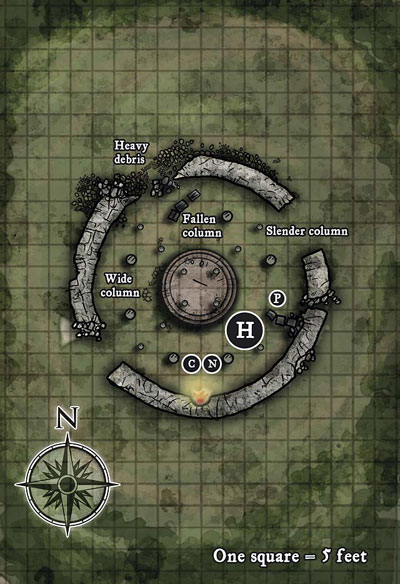 Heavy
debris
Fallen
column
Slender column
Wide
column
P
H
C N
N
One square = 5 feet